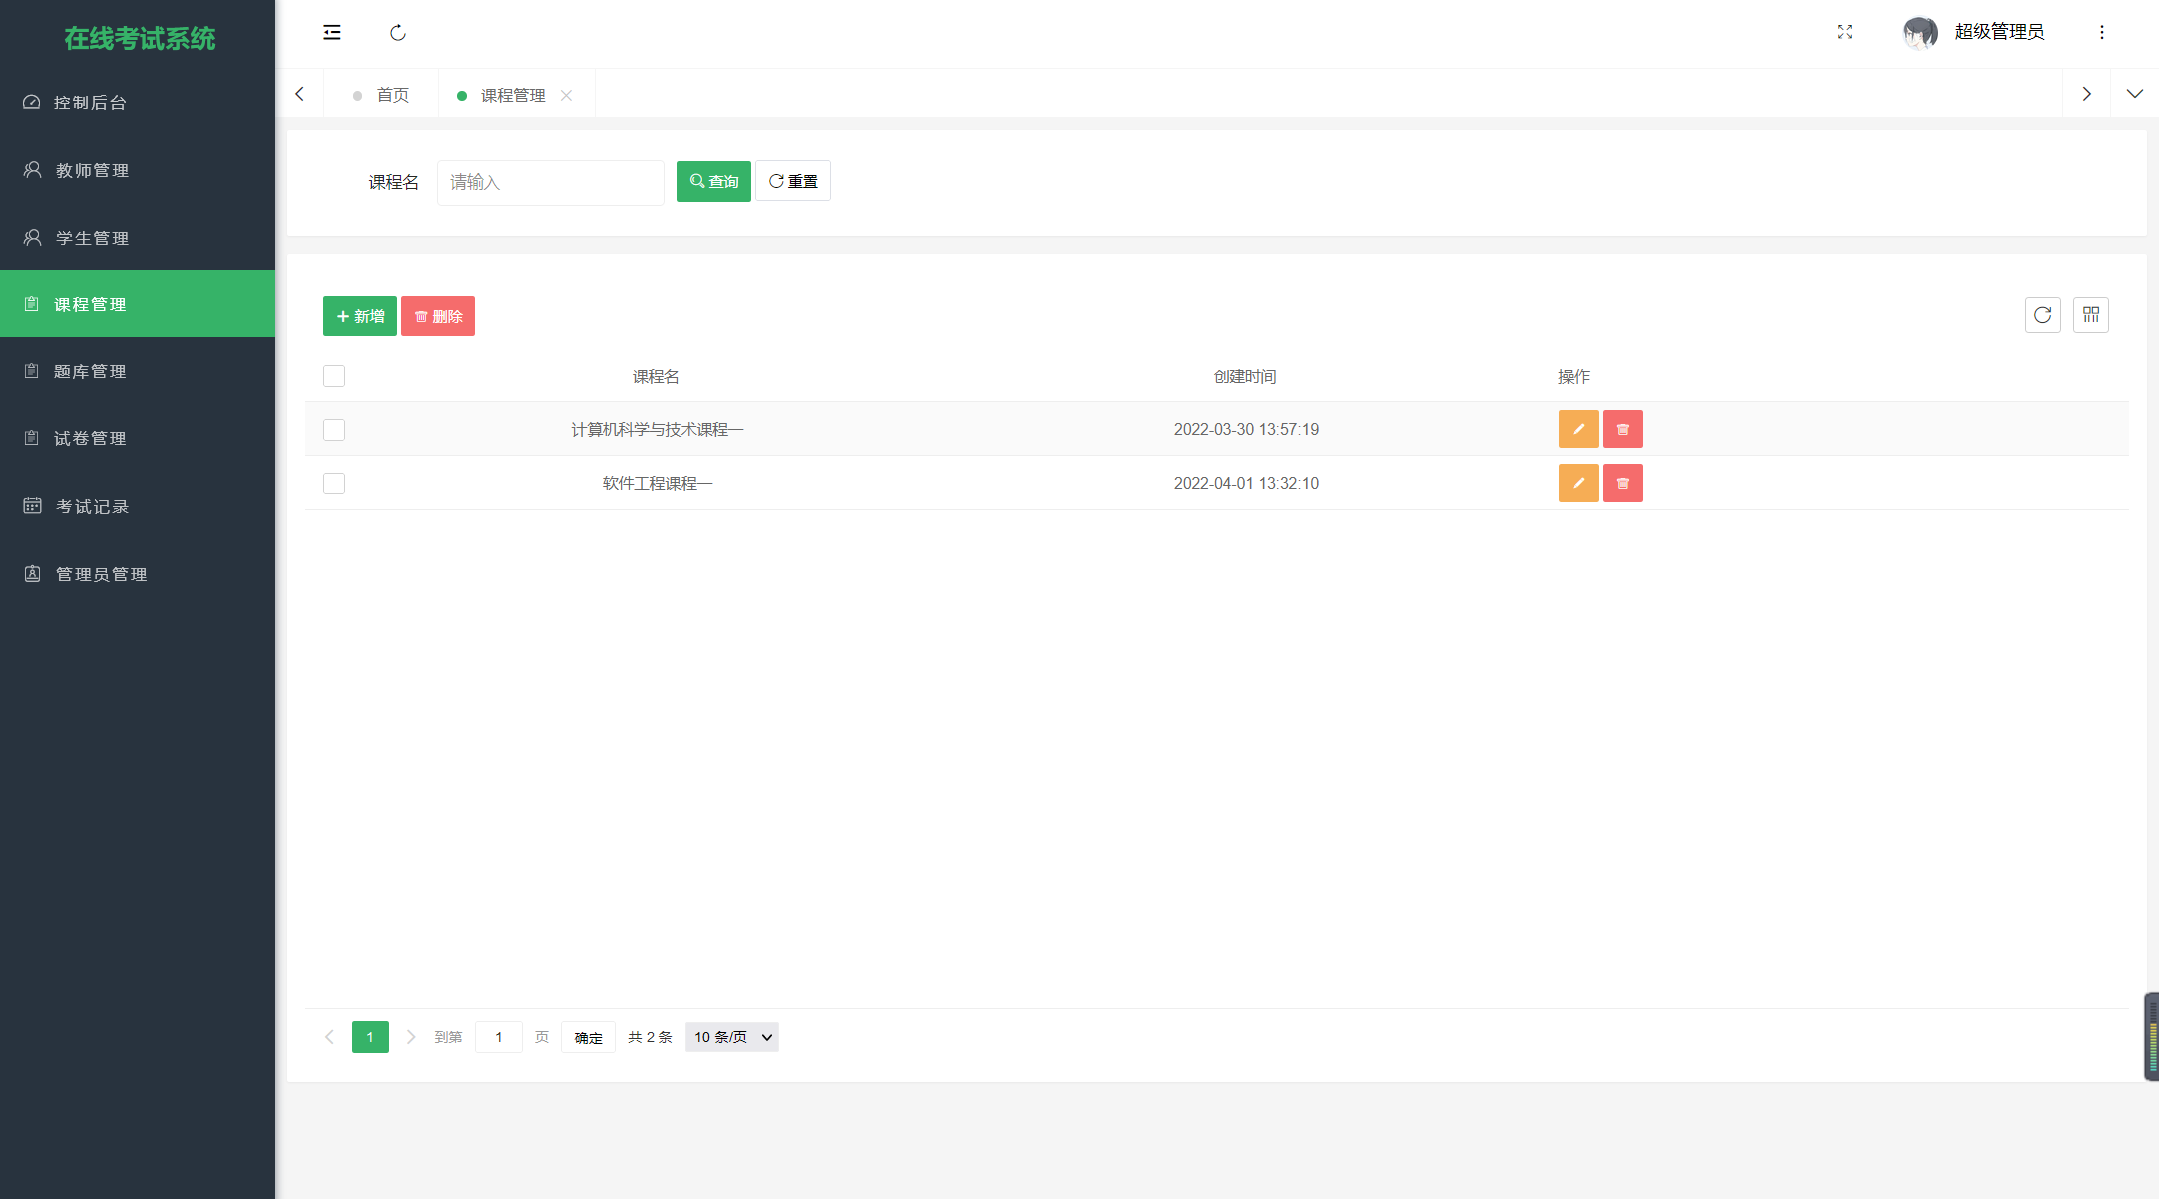 在线考试系统
控制后台
教师管理
学生管理
课程管理
题库管理
试卷管理
考试记录
管理员管理
超级管理员
首页
课程管理
课程名 请输入 查询 重置
新增 删除
课程名 创建时间 操作
计算机科学与技术课程一 2022-03-30 13:57:19
软件工程课程一 2022-04-01 13:32:10
1 到第 1 页 确定 共 2 条 10 条/页